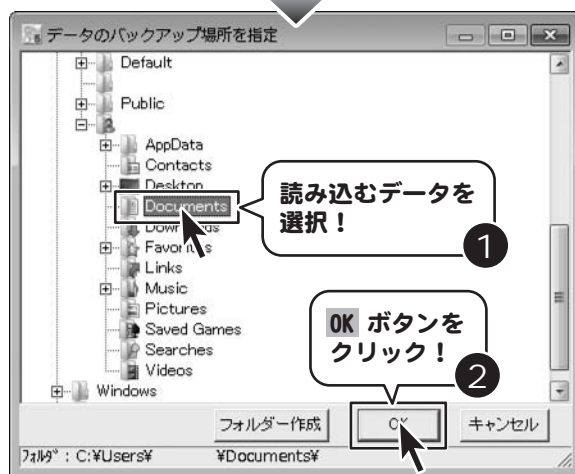 データのバックアップ場所を指定
Default
Public
AppData
Contacts
Desktop
Documents
Downloads
Favorites
Links
Music
Pictures
Saved Games
Searches
Videos
Windows
読み込むデータを
選択！
1
OK ボタンを
クリック！
2
フォルダー作成
OK
キャンセル
ﾌｫﾙﾀﾞ : C:¥Users¥ ¥Documents¥